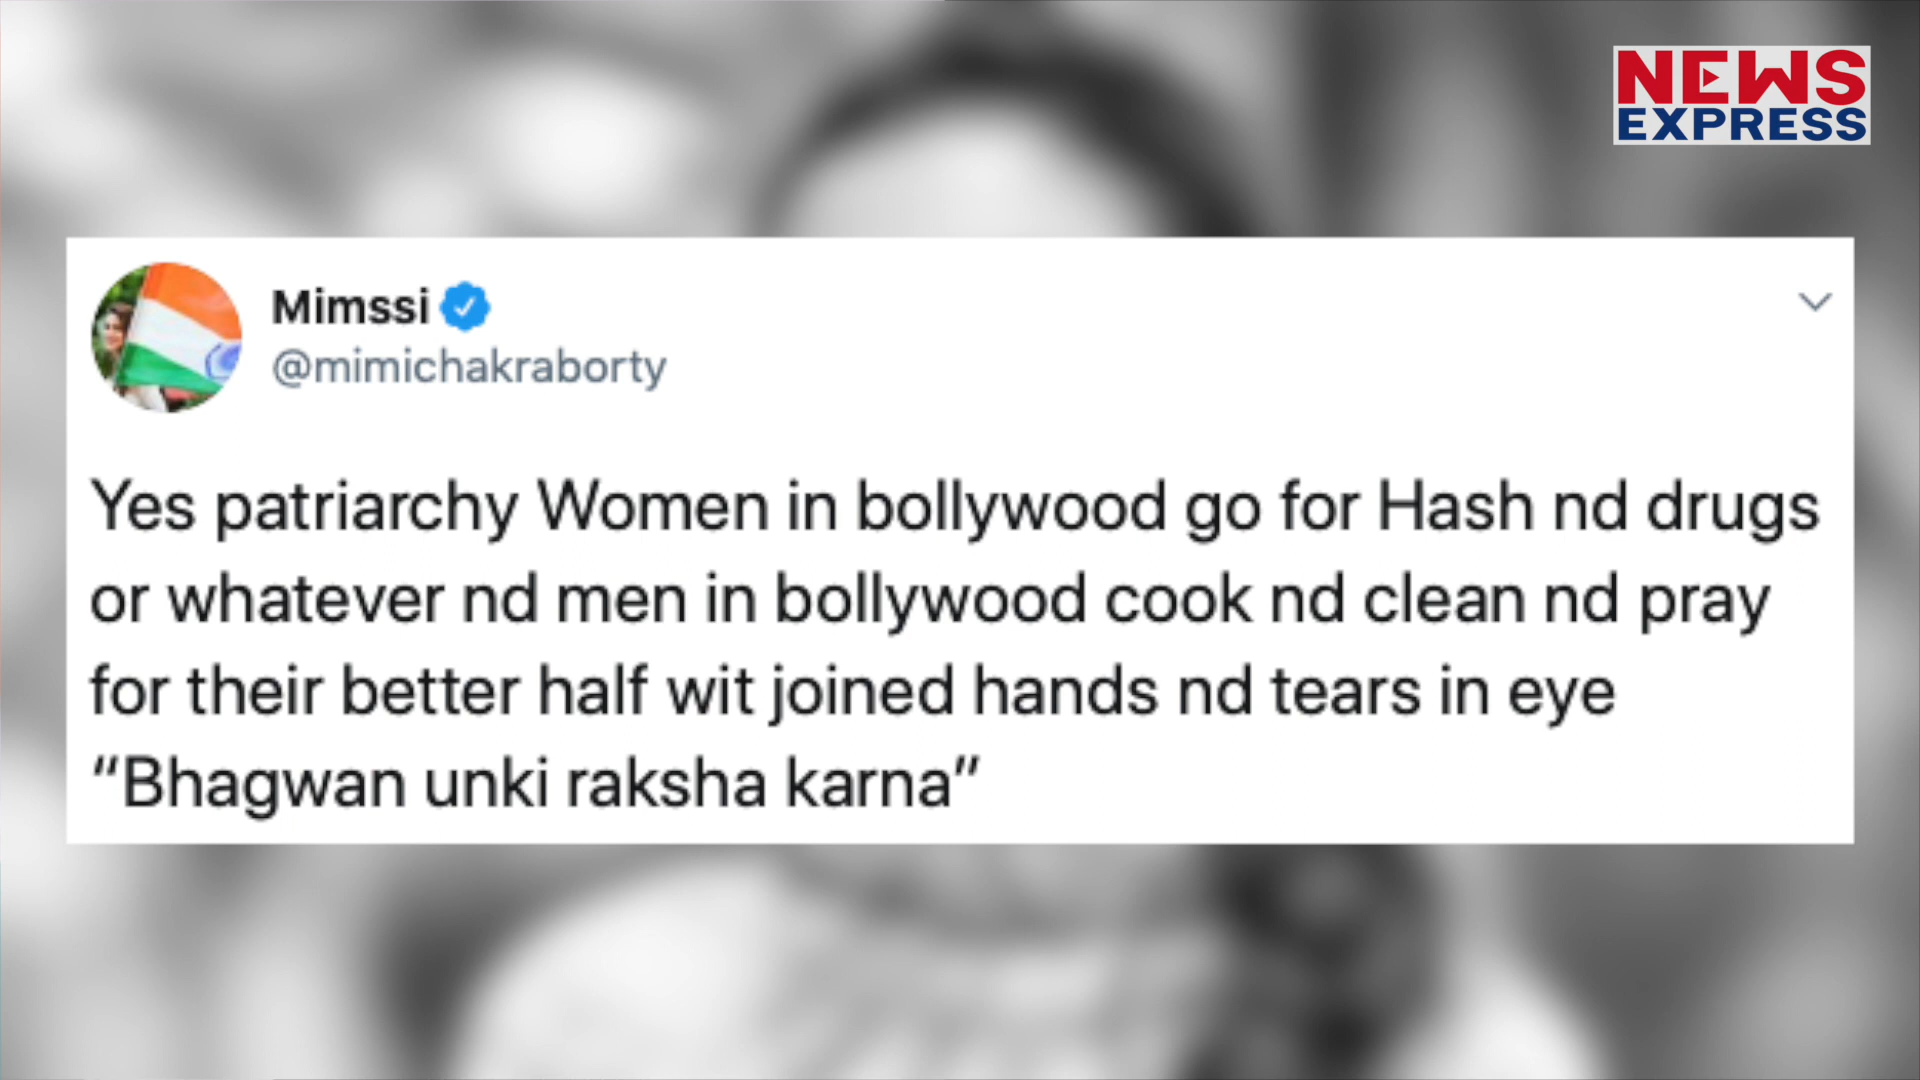 NEWS
EXPRESS
Mimssi
@mimichakraborty
Yes patriarchy Women in bollywood go for Hash nd drugs
or whatever nd men in bollywood cook nd clean nd pray
for their better half wit joined hands nd tears in eye
“Bhagwan unki raksha karna”